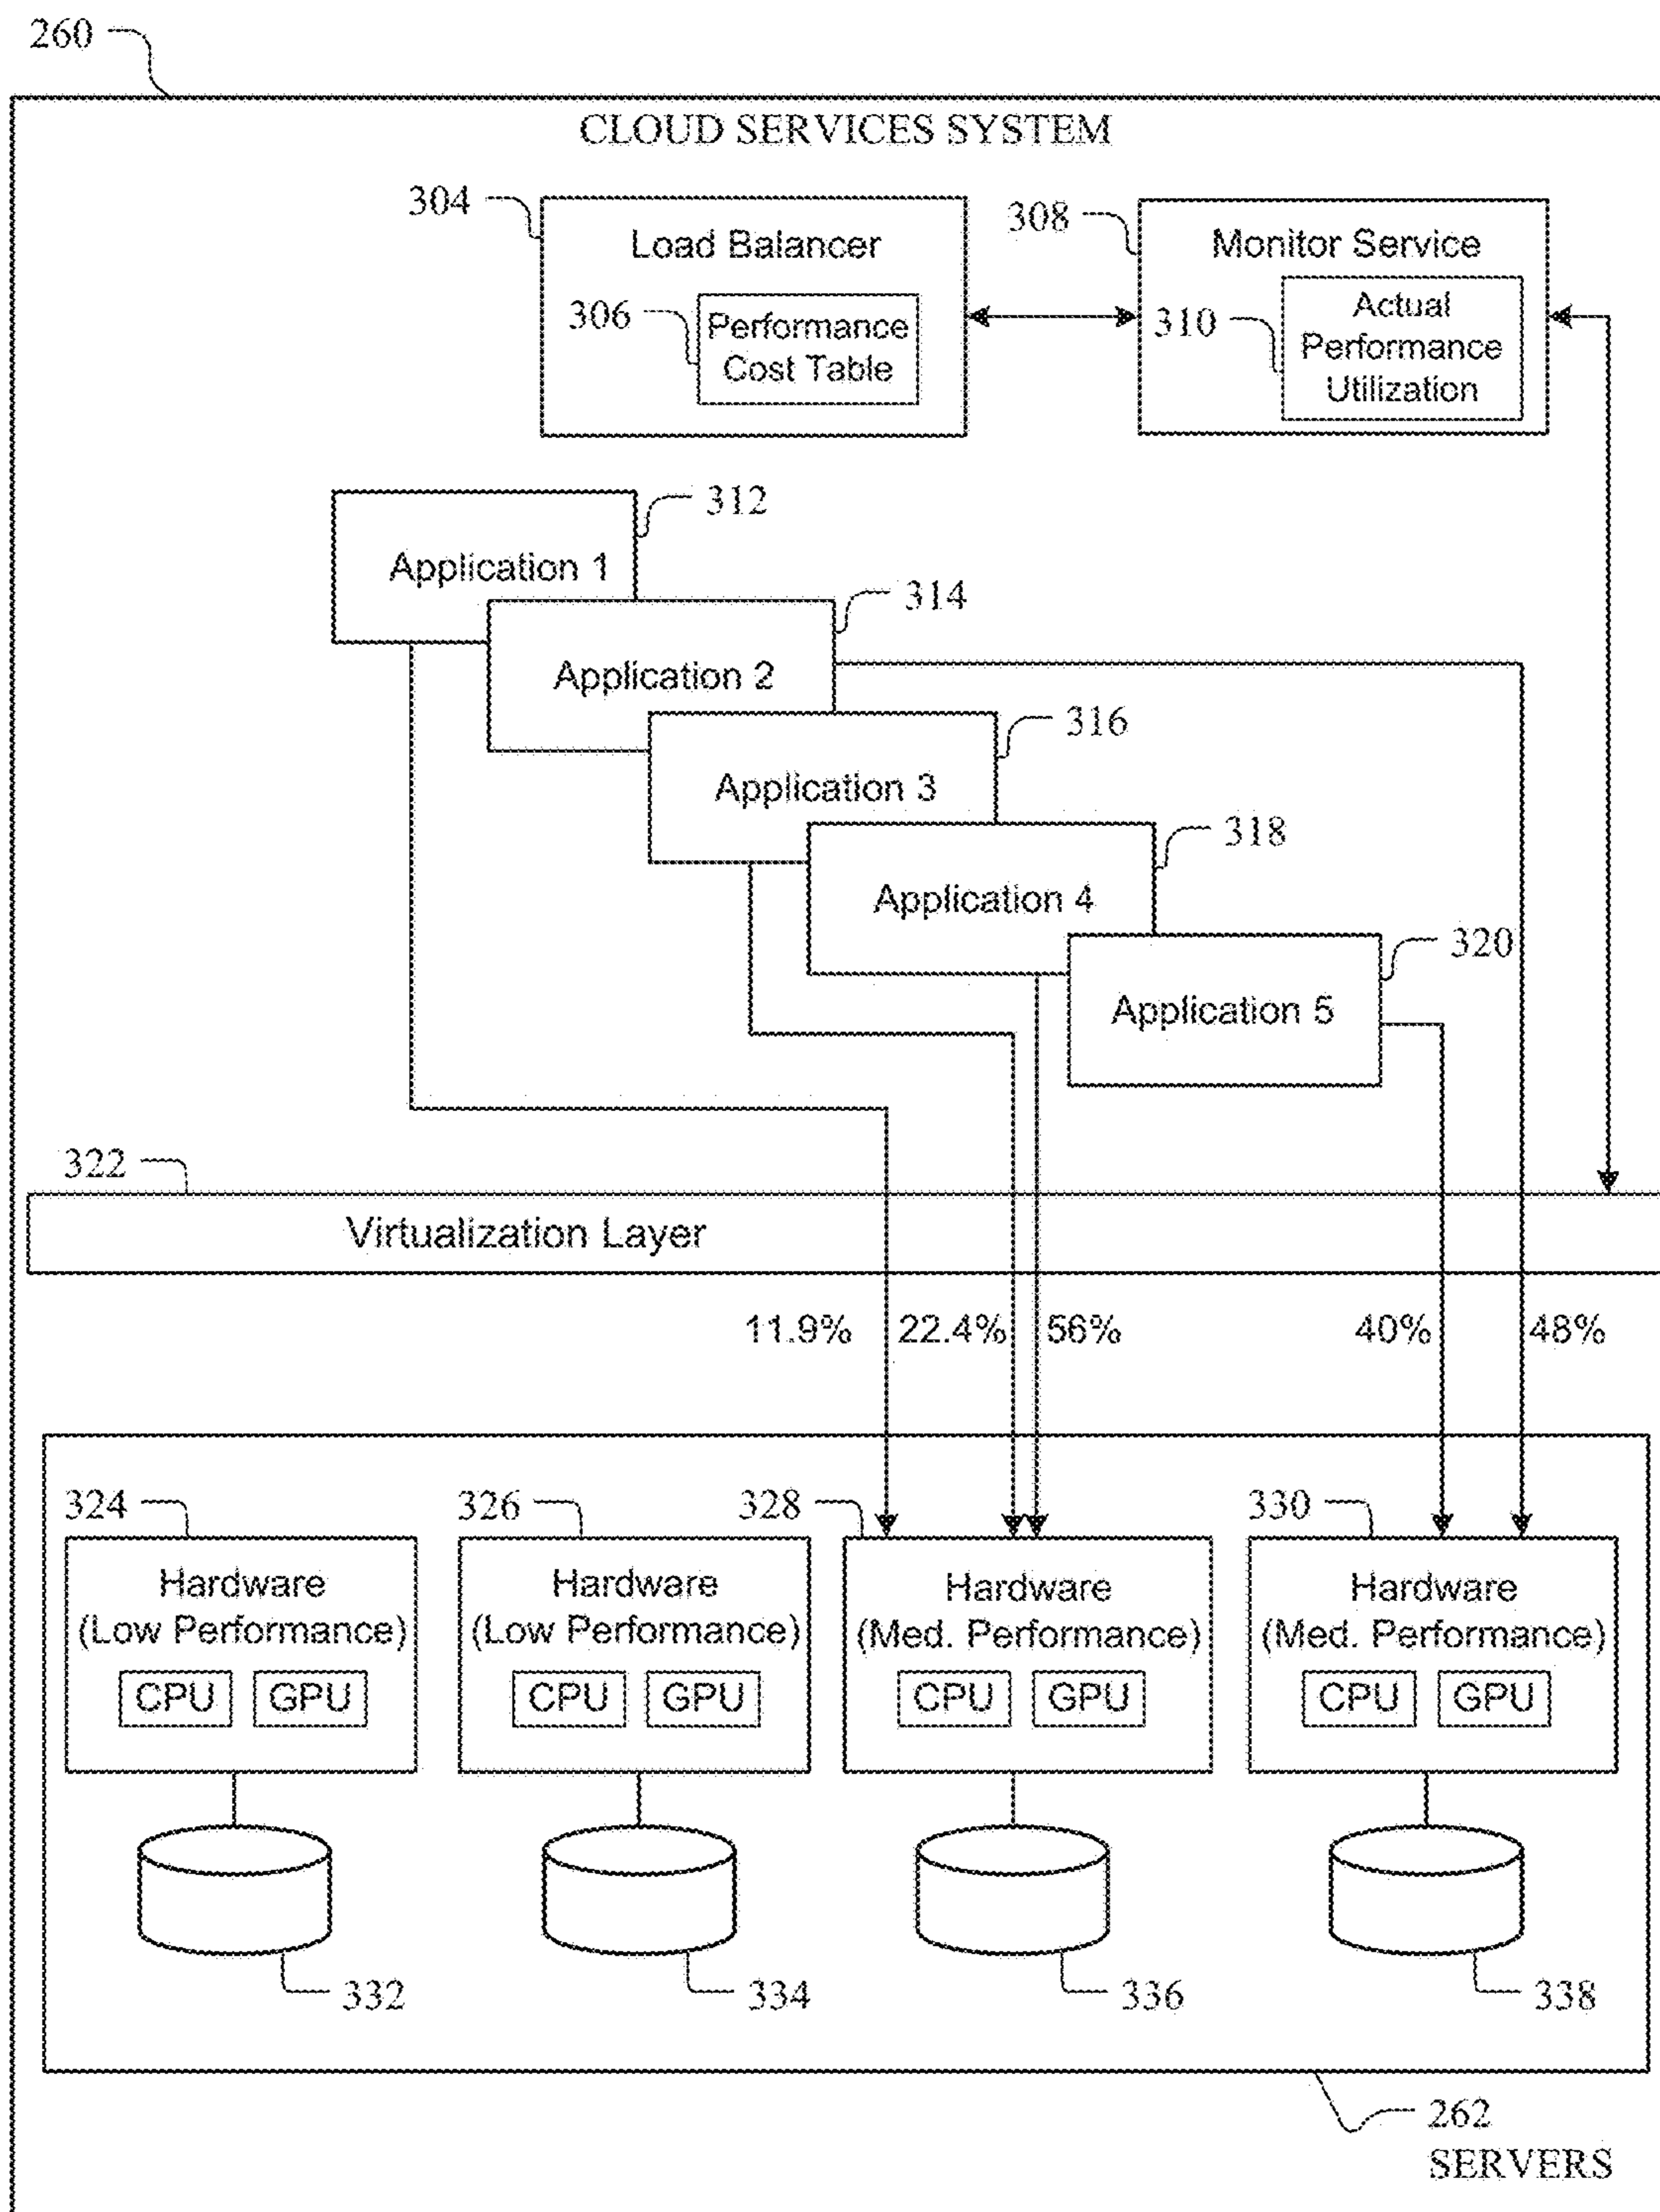 260
CLOUD SERVICES SYSTEM
304
Load Balancer
306
Performance
Cost Table
308
Monitor Service
310
Actual
Performance
Utilization
312
Application 1
314
Application 2
316
Application 3
318
Application 4
320
Application 5
322
Virtualization Layer
11.9%
22.4%
56%
40%
48%
324
Hardware
(Low Performance)
CPU
GPU
326
Hardware
(Low Performance)
CPU
GPU
328
Hardware
(Med. Performance)
CPU
GPU
330
Hardware
(Med. Performance)
CPU
GPU
332
334
336
338
262
SERVERS